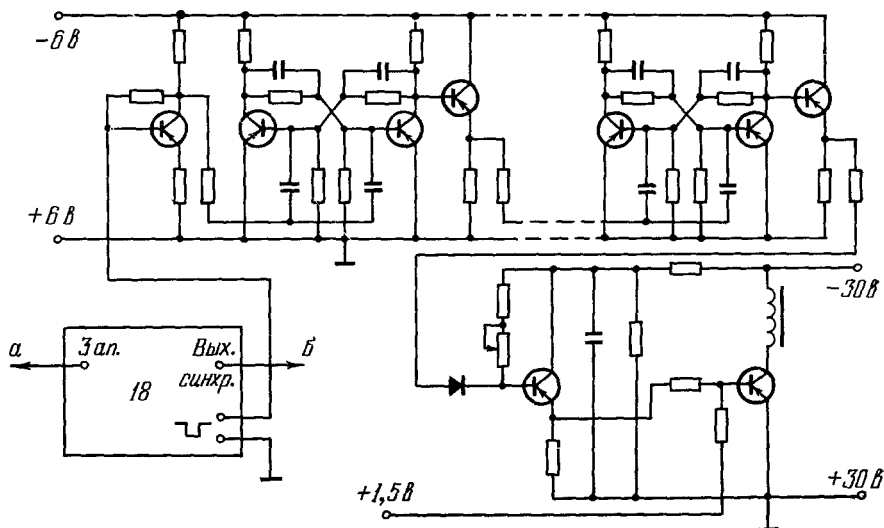 -6 в
+6 в
-30 в
а
Зап.
Вых.
б
синхр.
18
+30 в
+1,5 в